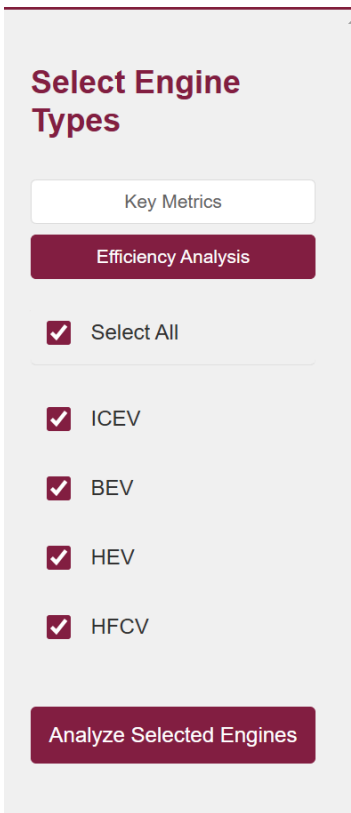 Select Engine
Types
Key Metrics
Efficiency Analysis
Select All
ICEV
BEV
HEV
HFCV
Analyze Selected Engines